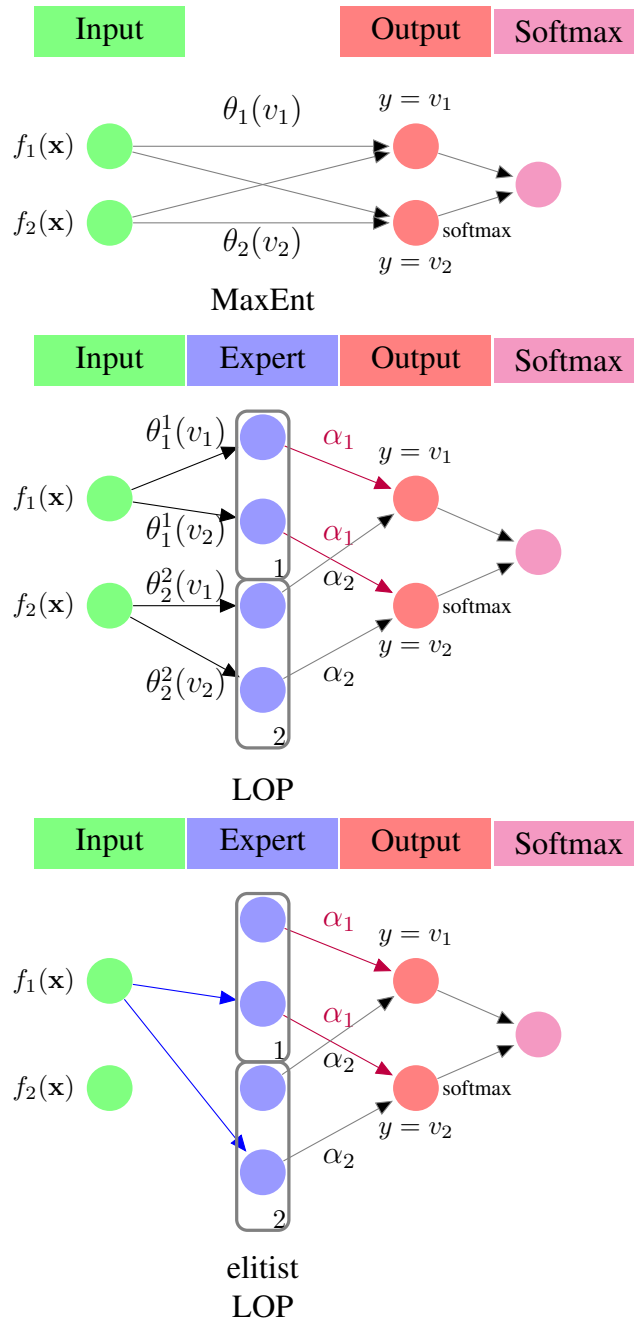 Input Output Softmax
θ₁(v₁) y = v₁
f₁(𝐱)
f₂(𝐱)
θ₂(v₂) softmax
y = v₂
MaxEnt
Input Expert Output Softmax
θ₁¹(v₁) α₁ y = v₁
f₁(𝐱)
θ₁¹(v₂) α₁
1
θ₂²(v₁) α₂
f₂(𝐱) softmax
y = v₂
θ₂²(v₂) α₂
2
LOP
Input Expert Output Softmax
α₁ y = v₁
f₁(𝐱)
α₁
1 α₂
f₂(𝐱) softmax
y = v₂
α₂
2
elitist
LOP